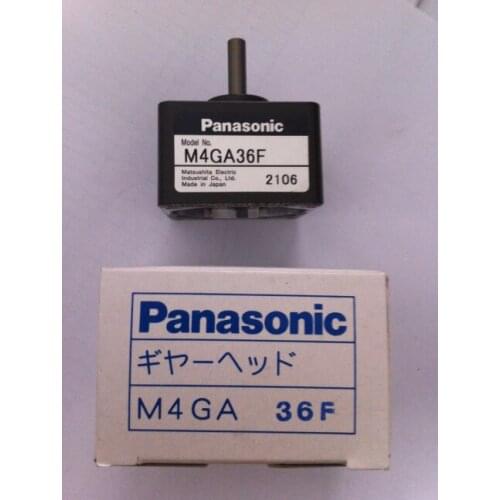 Panasonic
Model No.
M4GA36F
Matsushita Electric
Industrial Co., Ltd.
Made in Japan
2106
Panasonic
ギヤーヘッド
M4GA 36F